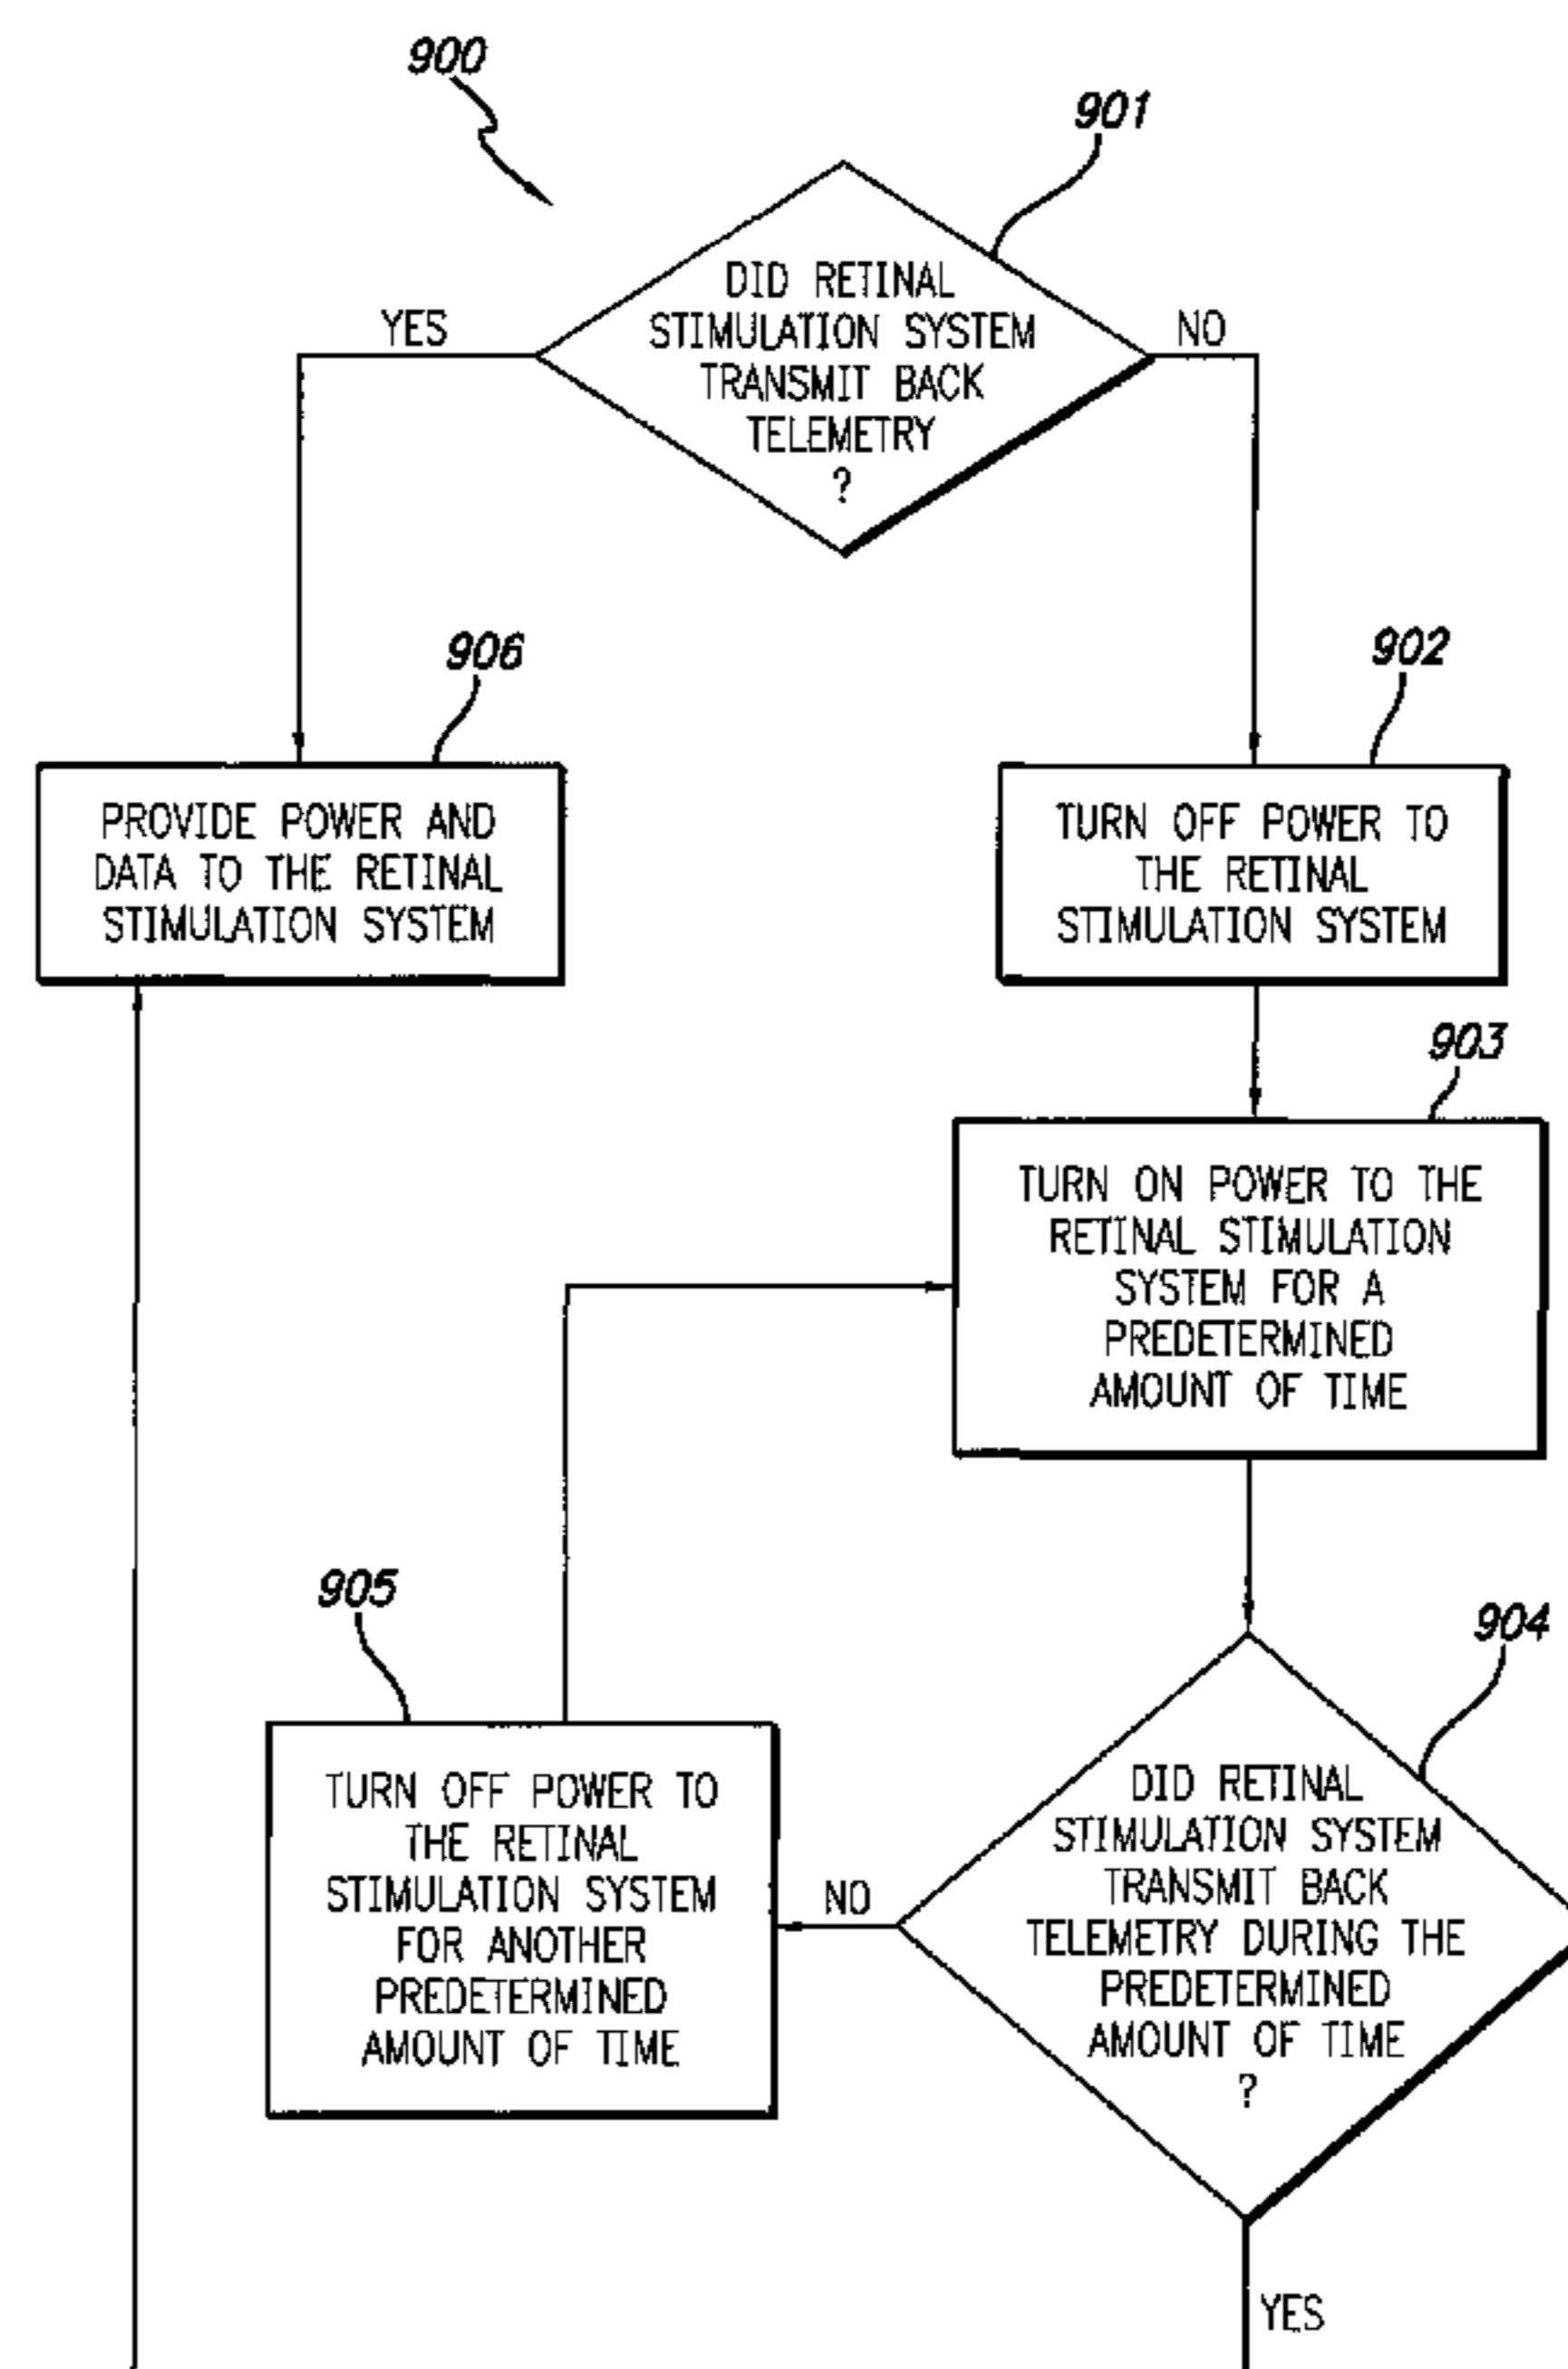 900
901
DID RETINAL
STIMULATION SYSTEM
TRANSMIT BACK
TELEMETRY
?
YES
NO
906
PROVIDE POWER AND
DATA TO THE RETINAL
STIMULATION SYSTEM
902
TURN OFF POWER TO
THE RETINAL
STIMULATION SYSTEM
903
TURN ON POWER TO THE
RETINAL STIMULATION
SYSTEM FOR A
PREDETERMINED
AMOUNT OF TIME
905
TURN OFF POWER TO
THE RETINAL
STIMULATION SYSTEM
FOR ANOTHER
PREDETERMINED
AMOUNT OF TIME
NO
904
DID RETINAL
STIMULATION SYSTEM
TRANSMIT BACK
TELEMETRY DURING THE
PREDETERMINED
AMOUNT OF TIME
?
YES